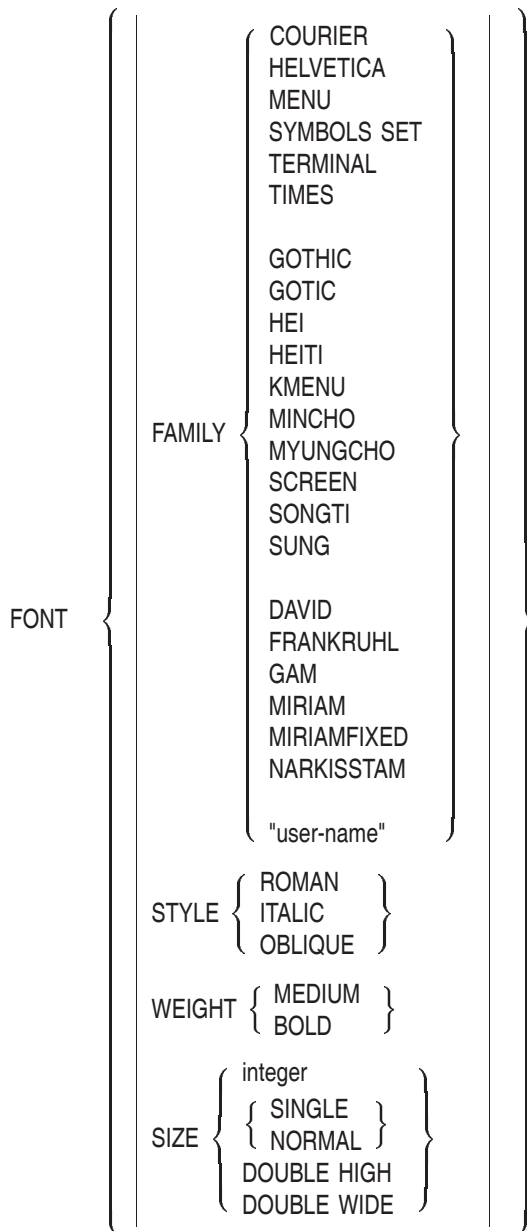 COURIER
HELVETICA
MENU
SYMBOLS SET
TERMINAL
TIMES
GOTHIC
GOTIC
HEI
HEITI
KMENU
MINCHO
FAMILY
MYUNGCHO
SCREEN
SONGTI
SUNG
FONT
DAVID
FRANKRUHL
GAM
MIRIAM
MIRIAMFIXED
NARKISSTAM
"user-name"
STYLE
ROMAN
ITALIC
OBLIQUE
WEIGHT
MEDIUM
BOLD
SIZE
integer
SINGLE
NORMAL
DOUBLE HIGH
DOUBLE WIDE